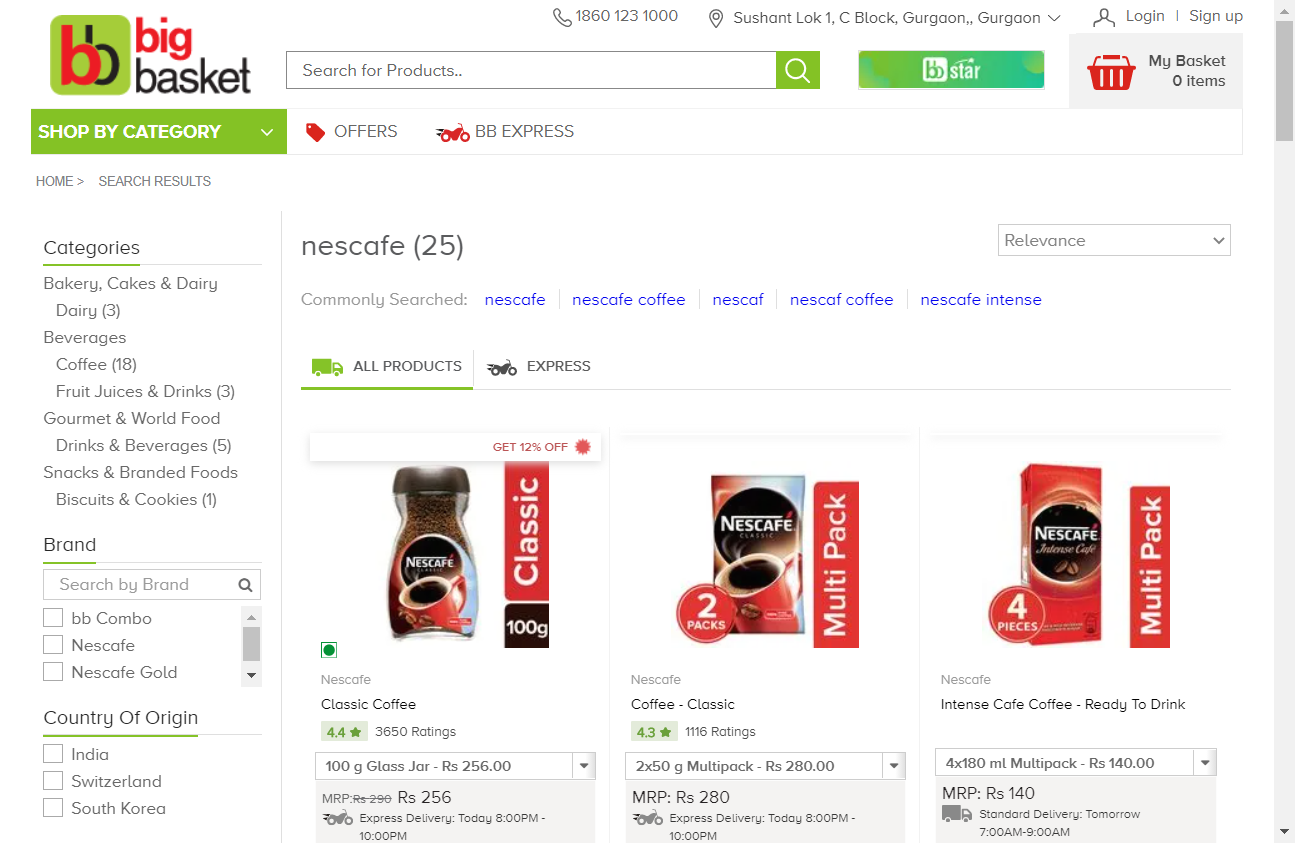 1860 123 1000
Sushant Lok 1, C Block, Gurgaon,, Gurgaon
Login | Sign up
bb big basket
Search for Products..
bb star
My Basket
0 items
SHOP BY CATEGORY
OFFERS
BB EXPRESS
HOME > SEARCH RESULTS
Categories
Bakery, Cakes & Dairy
Dairy (3)
Beverages
Coffee (18)
Fruit Juices & Drinks (3)
Gourmet & World Food
Drinks & Beverages (5)
Snacks & Branded Foods
Biscuits & Cookies (1)
Brand
Search by Brand
bb Combo
Nescafe
Nescafe Gold
Country Of Origin
India
Switzerland
South Korea
nescafe (25)
Relevance
Commonly Searched: nescafe nescafe coffee nescaf nescaf coffee nescafe intense
ALL PRODUCTS
EXPRESS
GET 12% OFF
NESCAFÉ
CLASSIC
Classic
100g
Nescafe
Classic Coffee
4.4 ★ 3650 Ratings
100 g Glass Jar - Rs 256.00
MRP:Rs 290 Rs 256
Express Delivery: Today 8:00PM -
10:00PM
NESCAFÉ
CLASSIC
2
PACKS
Multi Pack
Nescafe
Coffee - Classic
4.3 ★ 1116 Ratings
2x50 g Multipack - Rs 280.00
MRP: Rs 280
Express Delivery: Today 8:00PM -
10:00PM
NESCAFÉ
Intense Café
4
PIECES
Multi Pack
Nescafe
Intense Cafe Coffee - Ready To Drink
4x180 ml Multipack - Rs 140.00
MRP: Rs 140
Standard Delivery: Tomorrow
7:00AM-9:00AM